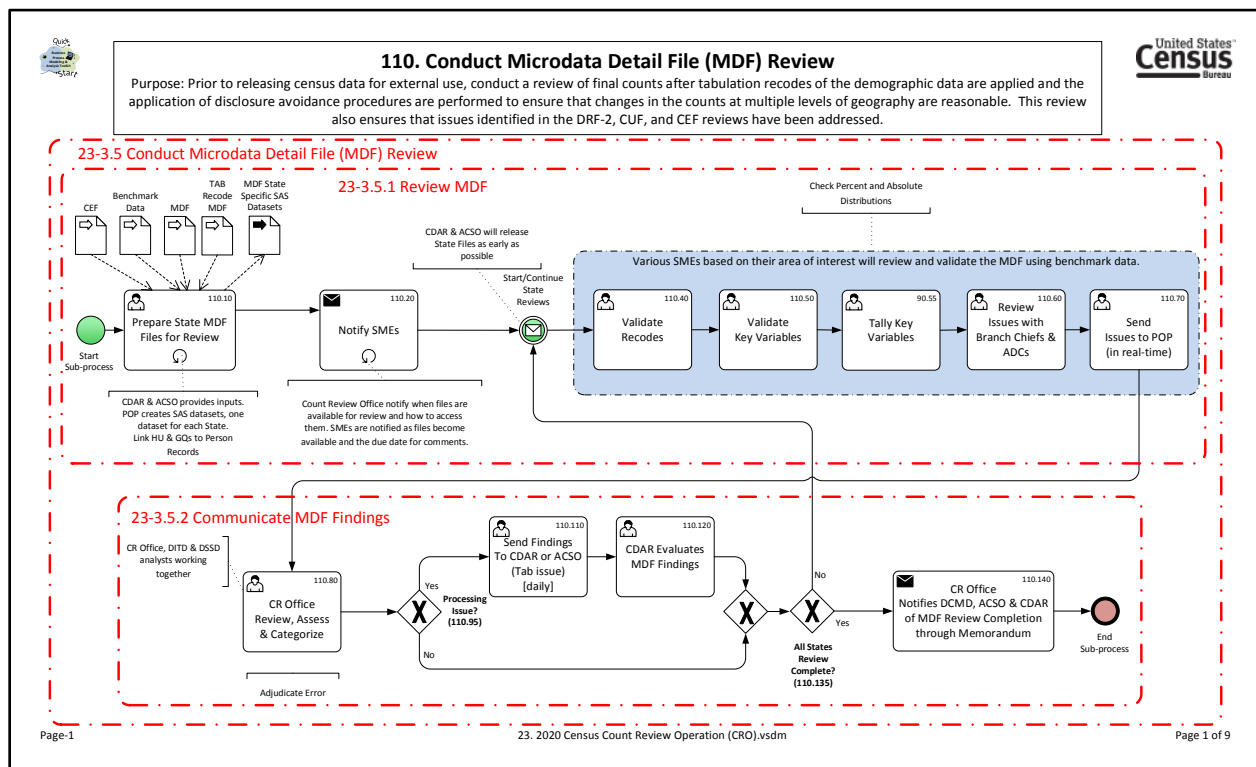 Quick
Business
Process
Modeling &
Analysis Toolkit
Start
110. Conduct Microdata Detail File (MDF) Review
Purpose: Prior to releasing census data for external use, conduct a review of final counts after tabulation recodes of the demographic data are applied and the
application of disclosure avoidance procedures are performed to ensure that changes in the counts at multiple levels of geography are reasonable. This review
also ensures that issues identified in the DRF-2, CUF, and CEF reviews have been addressed.
United States™
Census
Bureau
23-3.5 Conduct Microdata Detail File (MDF) Review
23-3.5.1 Review MDF
CEF
Benchmark
Data
MDF
TAB
Recode
MDF
MDF State
Specific SAS
Datasets
CDAR & ACSO will release
State Files as early as
possible
Check Percent and Absolute
Distributions
Start/Continue
State
Reviews
Various SMEs based on their area of interest will review and validate the MDF using benchmark data.
Start
Sub-process
110.10
Prepare State MDF
Files for Review
110.20
Notify SMEs
110.40
Validate
Recodes
110.50
Validate
Key Variables
90.55
Tally Key
Variables
110.60
Review
Issues with
Branch Chiefs &
ADCs
110.70
Send
Issues to POP
(in real-time)
CDAR & ACSO provides inputs.
POP creates SAS datasets, one
dataset for each State.
Link HU & GQs to Person
Records
Count Review Office notify when files are
available for review and how to access
them. SMEs are notified as files become
available and the due date for comments.
23-3.5.2 Communicate MDF Findings
CR Office, DITD & DSSD
analysts working
together
110.80
CR Office
Review, Assess
& Categorize
Adjudicate Error
Yes
Processing
Issue?
(110.95)
No
110.110
Send Findings
To CDAR or ACSO
(Tab issue)
[daily]
110.120
CDAR Evaluates
MDF Findings
X
X
X
No
Yes
All States
Review
Complete?
(110.135)
110.140
CR Office
Notifies DCMD, ACSO & CDAR
of MDF Review Completion
through Memorandum
End
Sub-process
Page-1
23. 2020 Census Count Review Operation (CRO).vsdm
Page 1 of 9